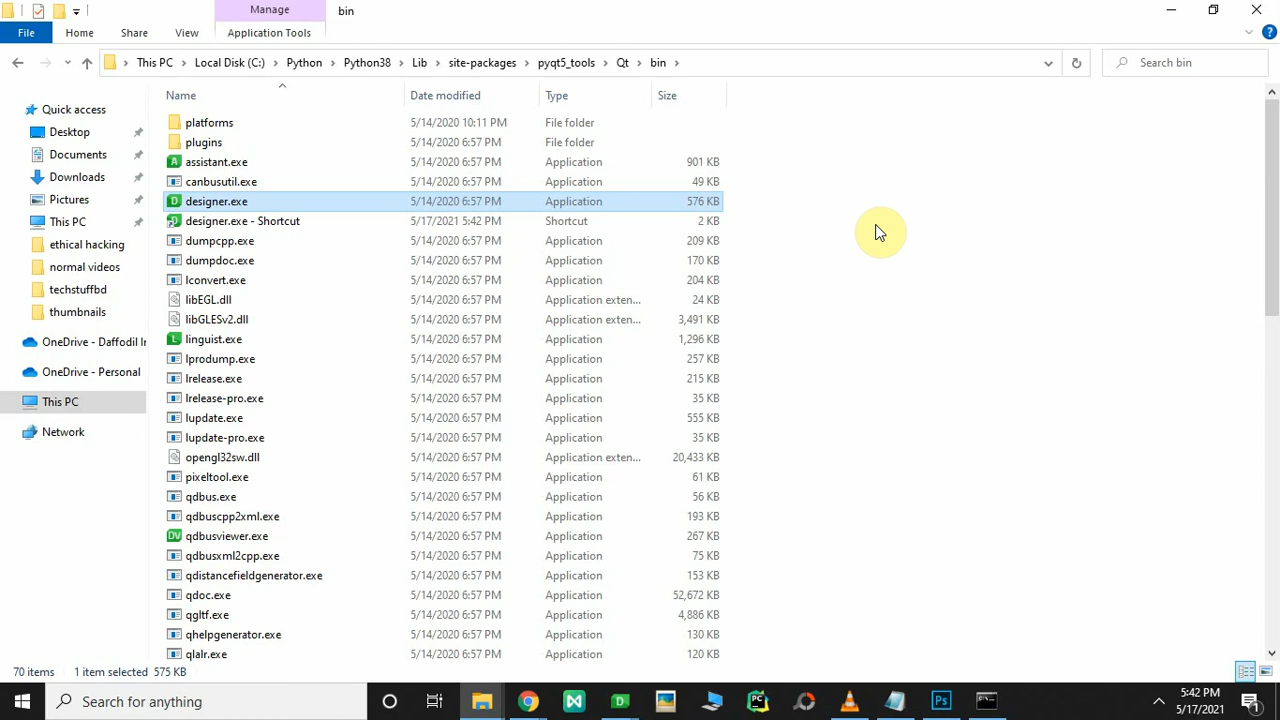 Manage
bin
File
Home
Share
View
Application Tools
This PC
Local Disk (C:)
Python
Python38
Lib
site-packages
pyqt5_tools
Qt
bin
Search bin
Name
Date modified
Type
Size
Quick access
Desktop
Documents
Downloads
Pictures
This PC
ethical hacking
normal videos
techstuffbd
thumbnails
OneDrive - Daffodil Ir
OneDrive - Personal
This PC
Network
platforms 5/14/2020 10:11 PM File folder
plugins 5/14/2020 6:57 PM File folder
assistant.exe 5/14/2020 6:57 PM Application 901 KB
canbusutil.exe 5/14/2020 6:57 PM Application 49 KB
designer.exe 5/14/2020 6:57 PM Application 576 KB
designer.exe - Shortcut 5/17/2021 5:42 PM Shortcut 2 KB
dumpcpp.exe 5/14/2020 6:57 PM Application 209 KB
dumpdoc.exe 5/14/2020 6:57 PM Application 170 KB
lconvert.exe 5/14/2020 6:57 PM Application 204 KB
libEGL.dll 5/14/2020 6:57 PM Application exten... 24 KB
libGLESv2.dll 5/14/2020 6:57 PM Application exten... 3,491 KB
linguist.exe 5/14/2020 6:57 PM Application 1,296 KB
lprodump.exe 5/14/2020 6:57 PM Application 257 KB
lrelease.exe 5/14/2020 6:57 PM Application 215 KB
lrelease-pro.exe 5/14/2020 6:57 PM Application 35 KB
lupdate.exe 5/14/2020 6:57 PM Application 555 KB
lupdate-pro.exe 5/14/2020 6:57 PM Application 35 KB
opengl32sw.dll 5/14/2020 6:57 PM Application exten... 20,433 KB
pixeltool.exe 5/14/2020 6:57 PM Application 61 KB
qdbus.exe 5/14/2020 6:57 PM Application 56 KB
qdbuscpp2xml.exe 5/14/2020 6:57 PM Application 193 KB
qdbusviewer.exe 5/14/2020 6:57 PM Application 267 KB
qdbusxml2cpp.exe 5/14/2020 6:57 PM Application 75 KB
qdistancefieldgenerator.exe 5/14/2020 6:57 PM Application 153 KB
qdoc.exe 5/14/2020 6:57 PM Application 52,672 KB
qgltf.exe 5/14/2020 6:57 PM Application 4,886 KB
qhelpgenerator.exe 5/14/2020 6:57 PM Application 130 KB
qlalr.exe 5/14/2020 6:57 PM Application 120 KB
70 items 1 item selected 575 KB
Search for anything
5:42 PM
5/17/2021